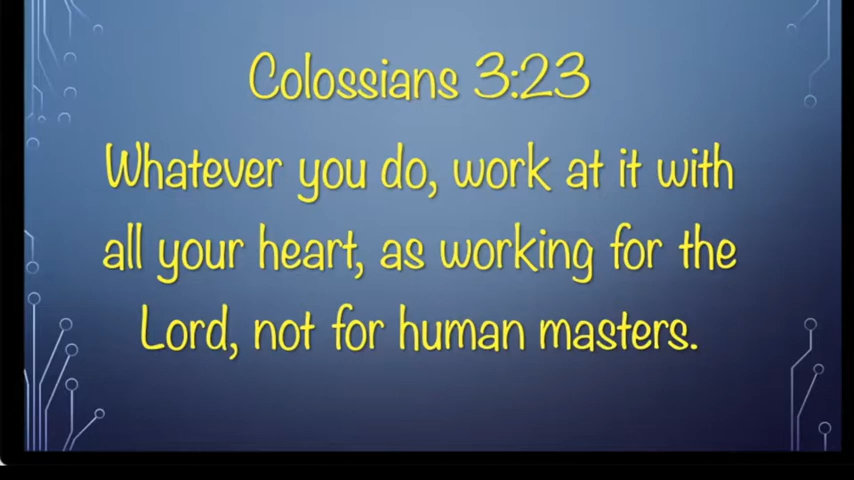 Colossians 3:23
Whatever you do, work at it with
all your heart, as working for the
Lord, not for human masters.